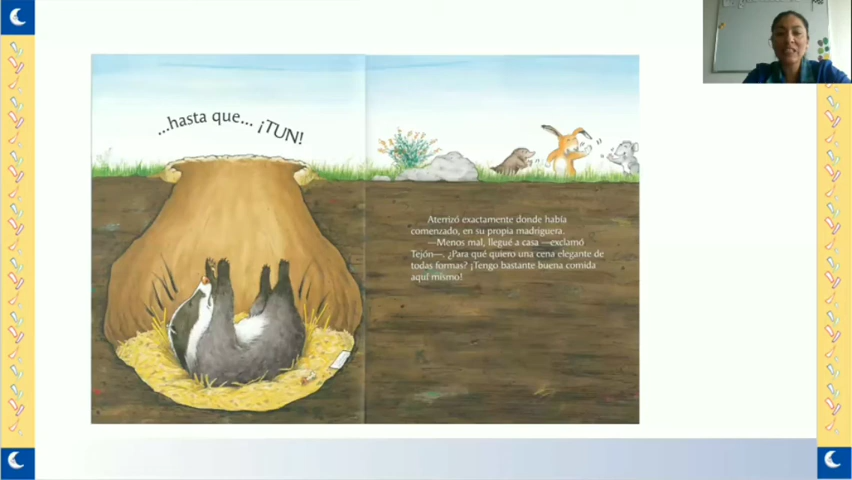 ...hasta que... ¡TUN!
Aterrizó exactamente donde había
comenzado, en su propia madriguera.
—Menos mal, llegué a casa —exclamó
Tejón—. ¿Para qué quiero una cena elegante de
todas formas? ¡Tengo bastante buena comida
aquí mismo!